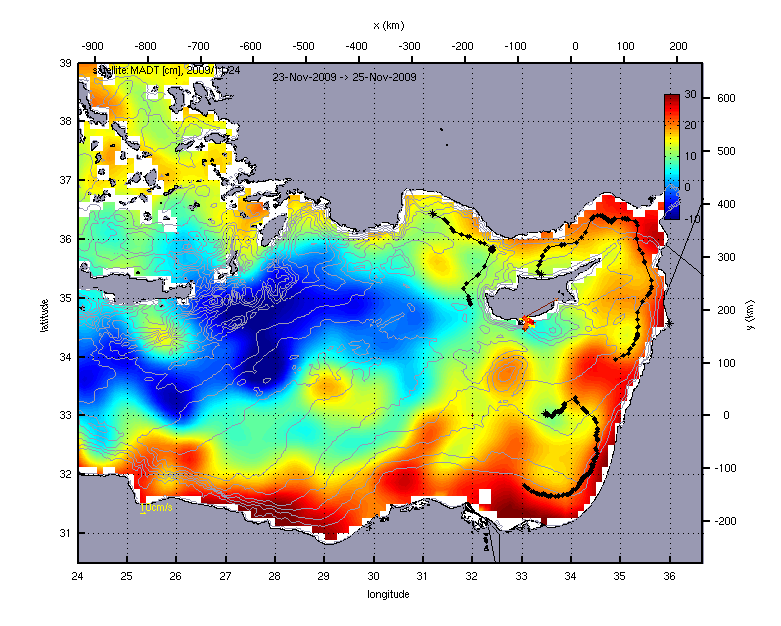 x (km)
-900 -800 -700 -600 -500 -400 -300 -200 -100 0 100 200
39 38 37 36 35 34 33 32 31
latitude
satellite: MADT [cm], 2009/11/24
23-Nov-2009 -> 25-Nov-2009
30
20
10
0
-10
600
500
400
300
200
100
0
-100
-200
y (km)
10cm/s
24 25 26 27 28 29 30 31 32 33 34 35 36
longitude